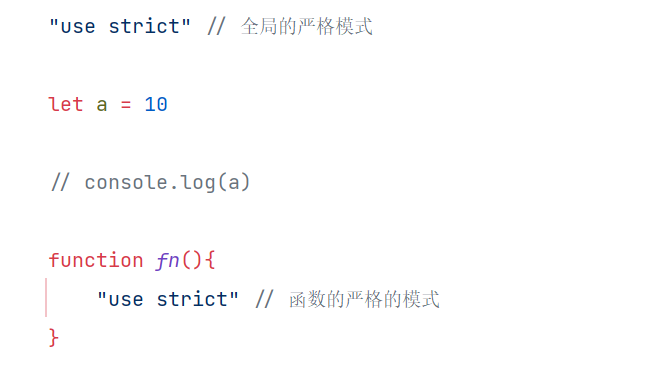 "use strict" // 全局的严格模式
let a = 10
// console.log(a)
function fn(){
"use strict" // 函数的严格的模式
}